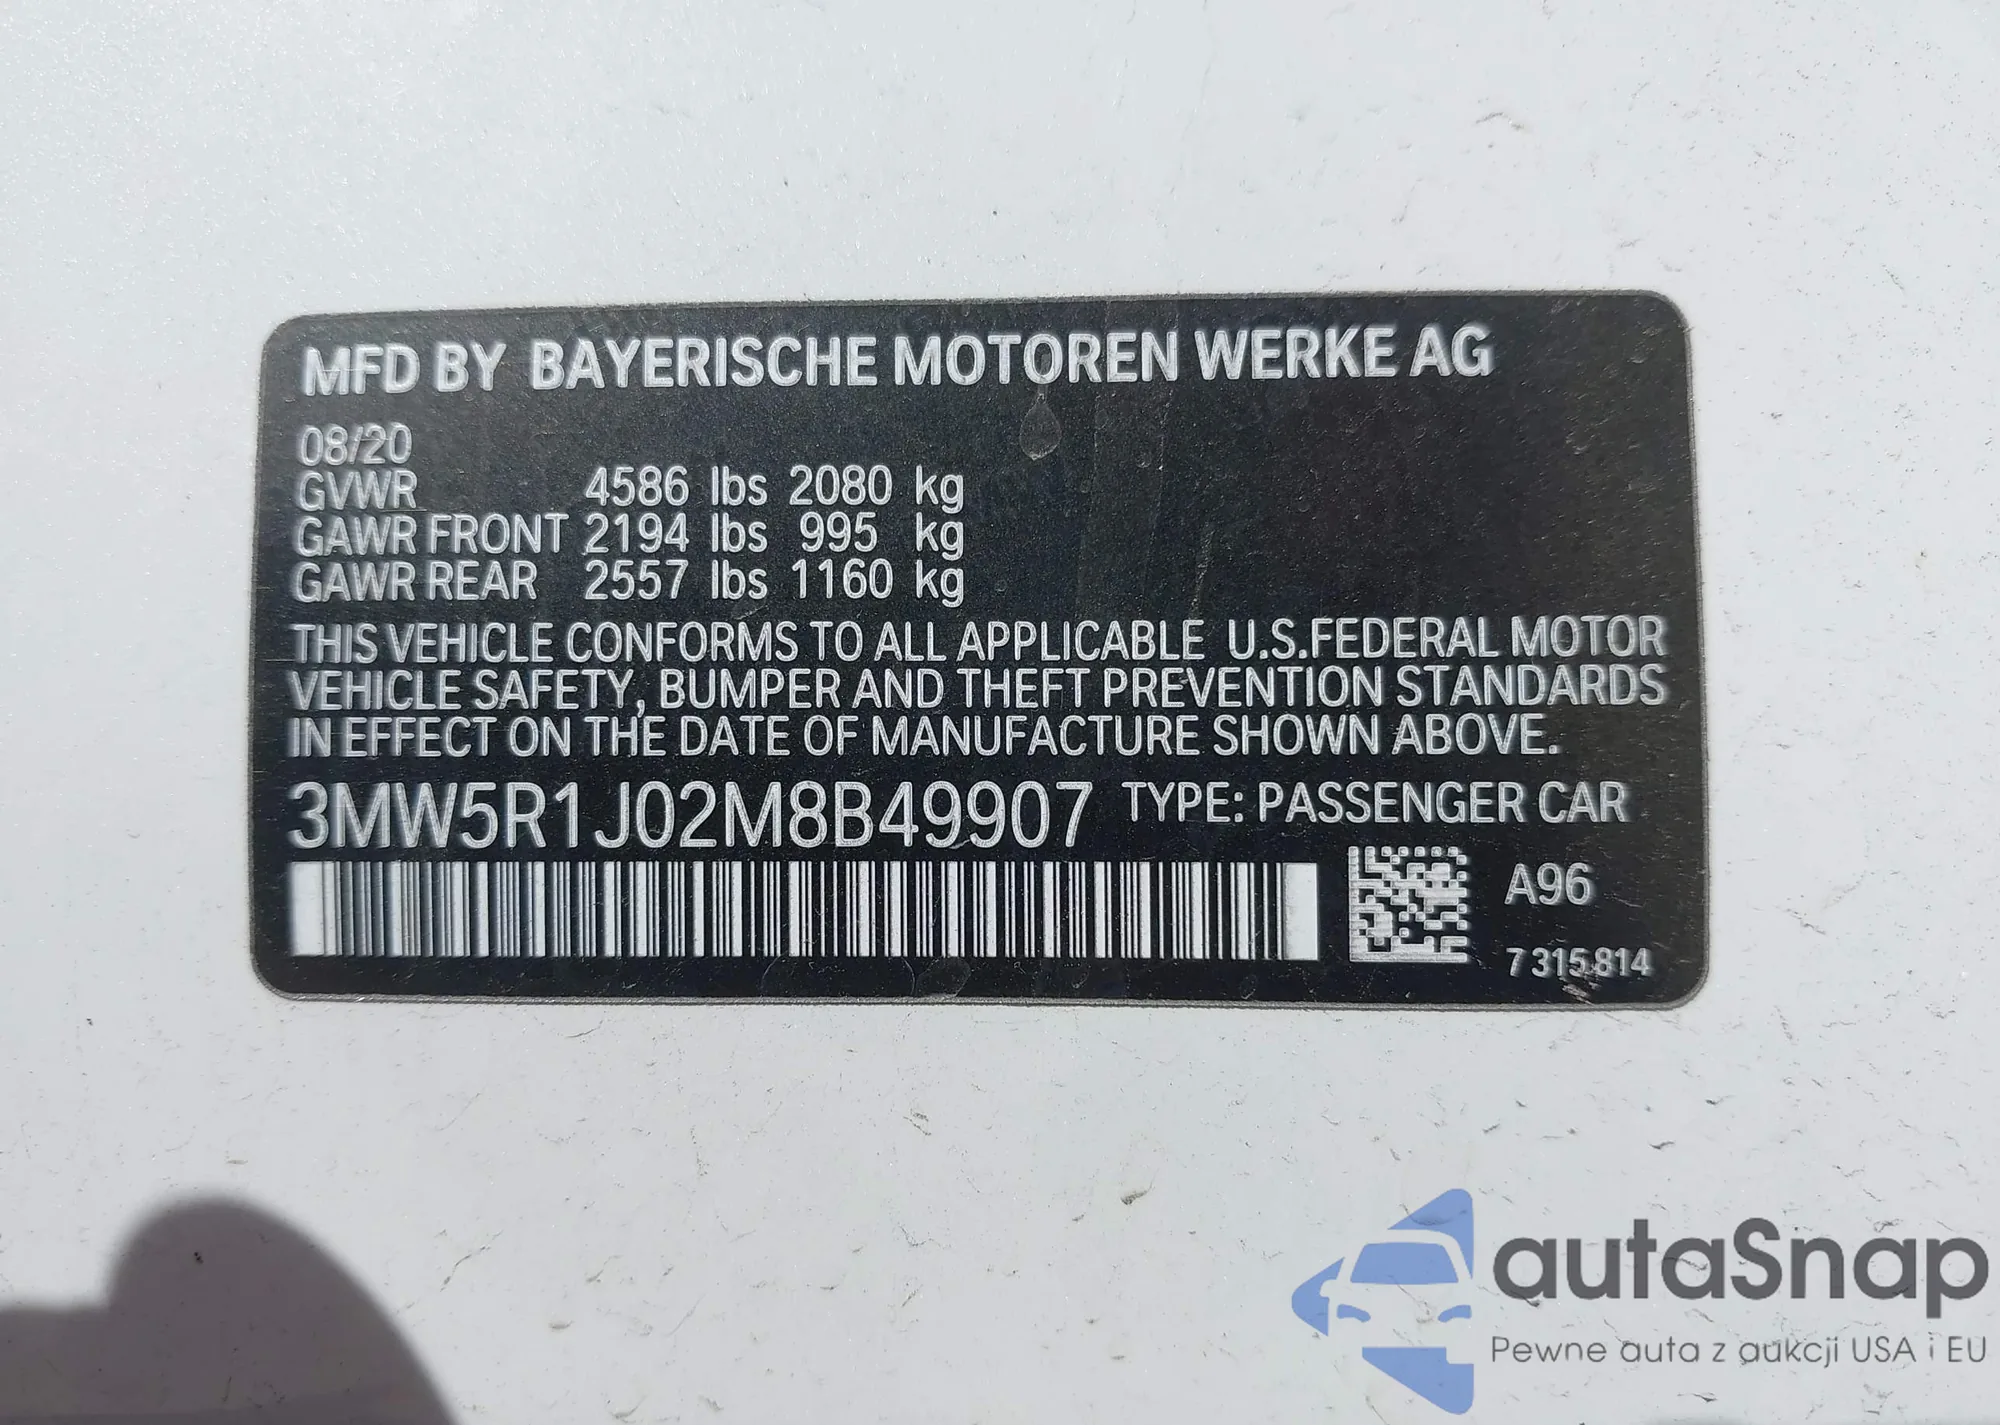 MFD BY BAYERISCHE MOTOREN WERKE AG
08/20
GVWR 4586 lbs 2080 kg
GAWR FRONT 2194 lbs 995 kg
GAWR REAR 2557 lbs 1160 kg
THIS VEHICLE CONFORMS TO ALL APPLICABLE U.S.FEDERAL MOTOR
VEHICLE SAFETY, BUMPER AND THEFT PREVENTION STANDARDS
IN EFFECT ON THE DATE OF MANUFACTURE SHOWN ABOVE.
3MW5R1J02M8B49907 TYPE: PASSENGER CAR
A96
7 315 814
autaSnap
Pewne auta z aukcji USA i EU